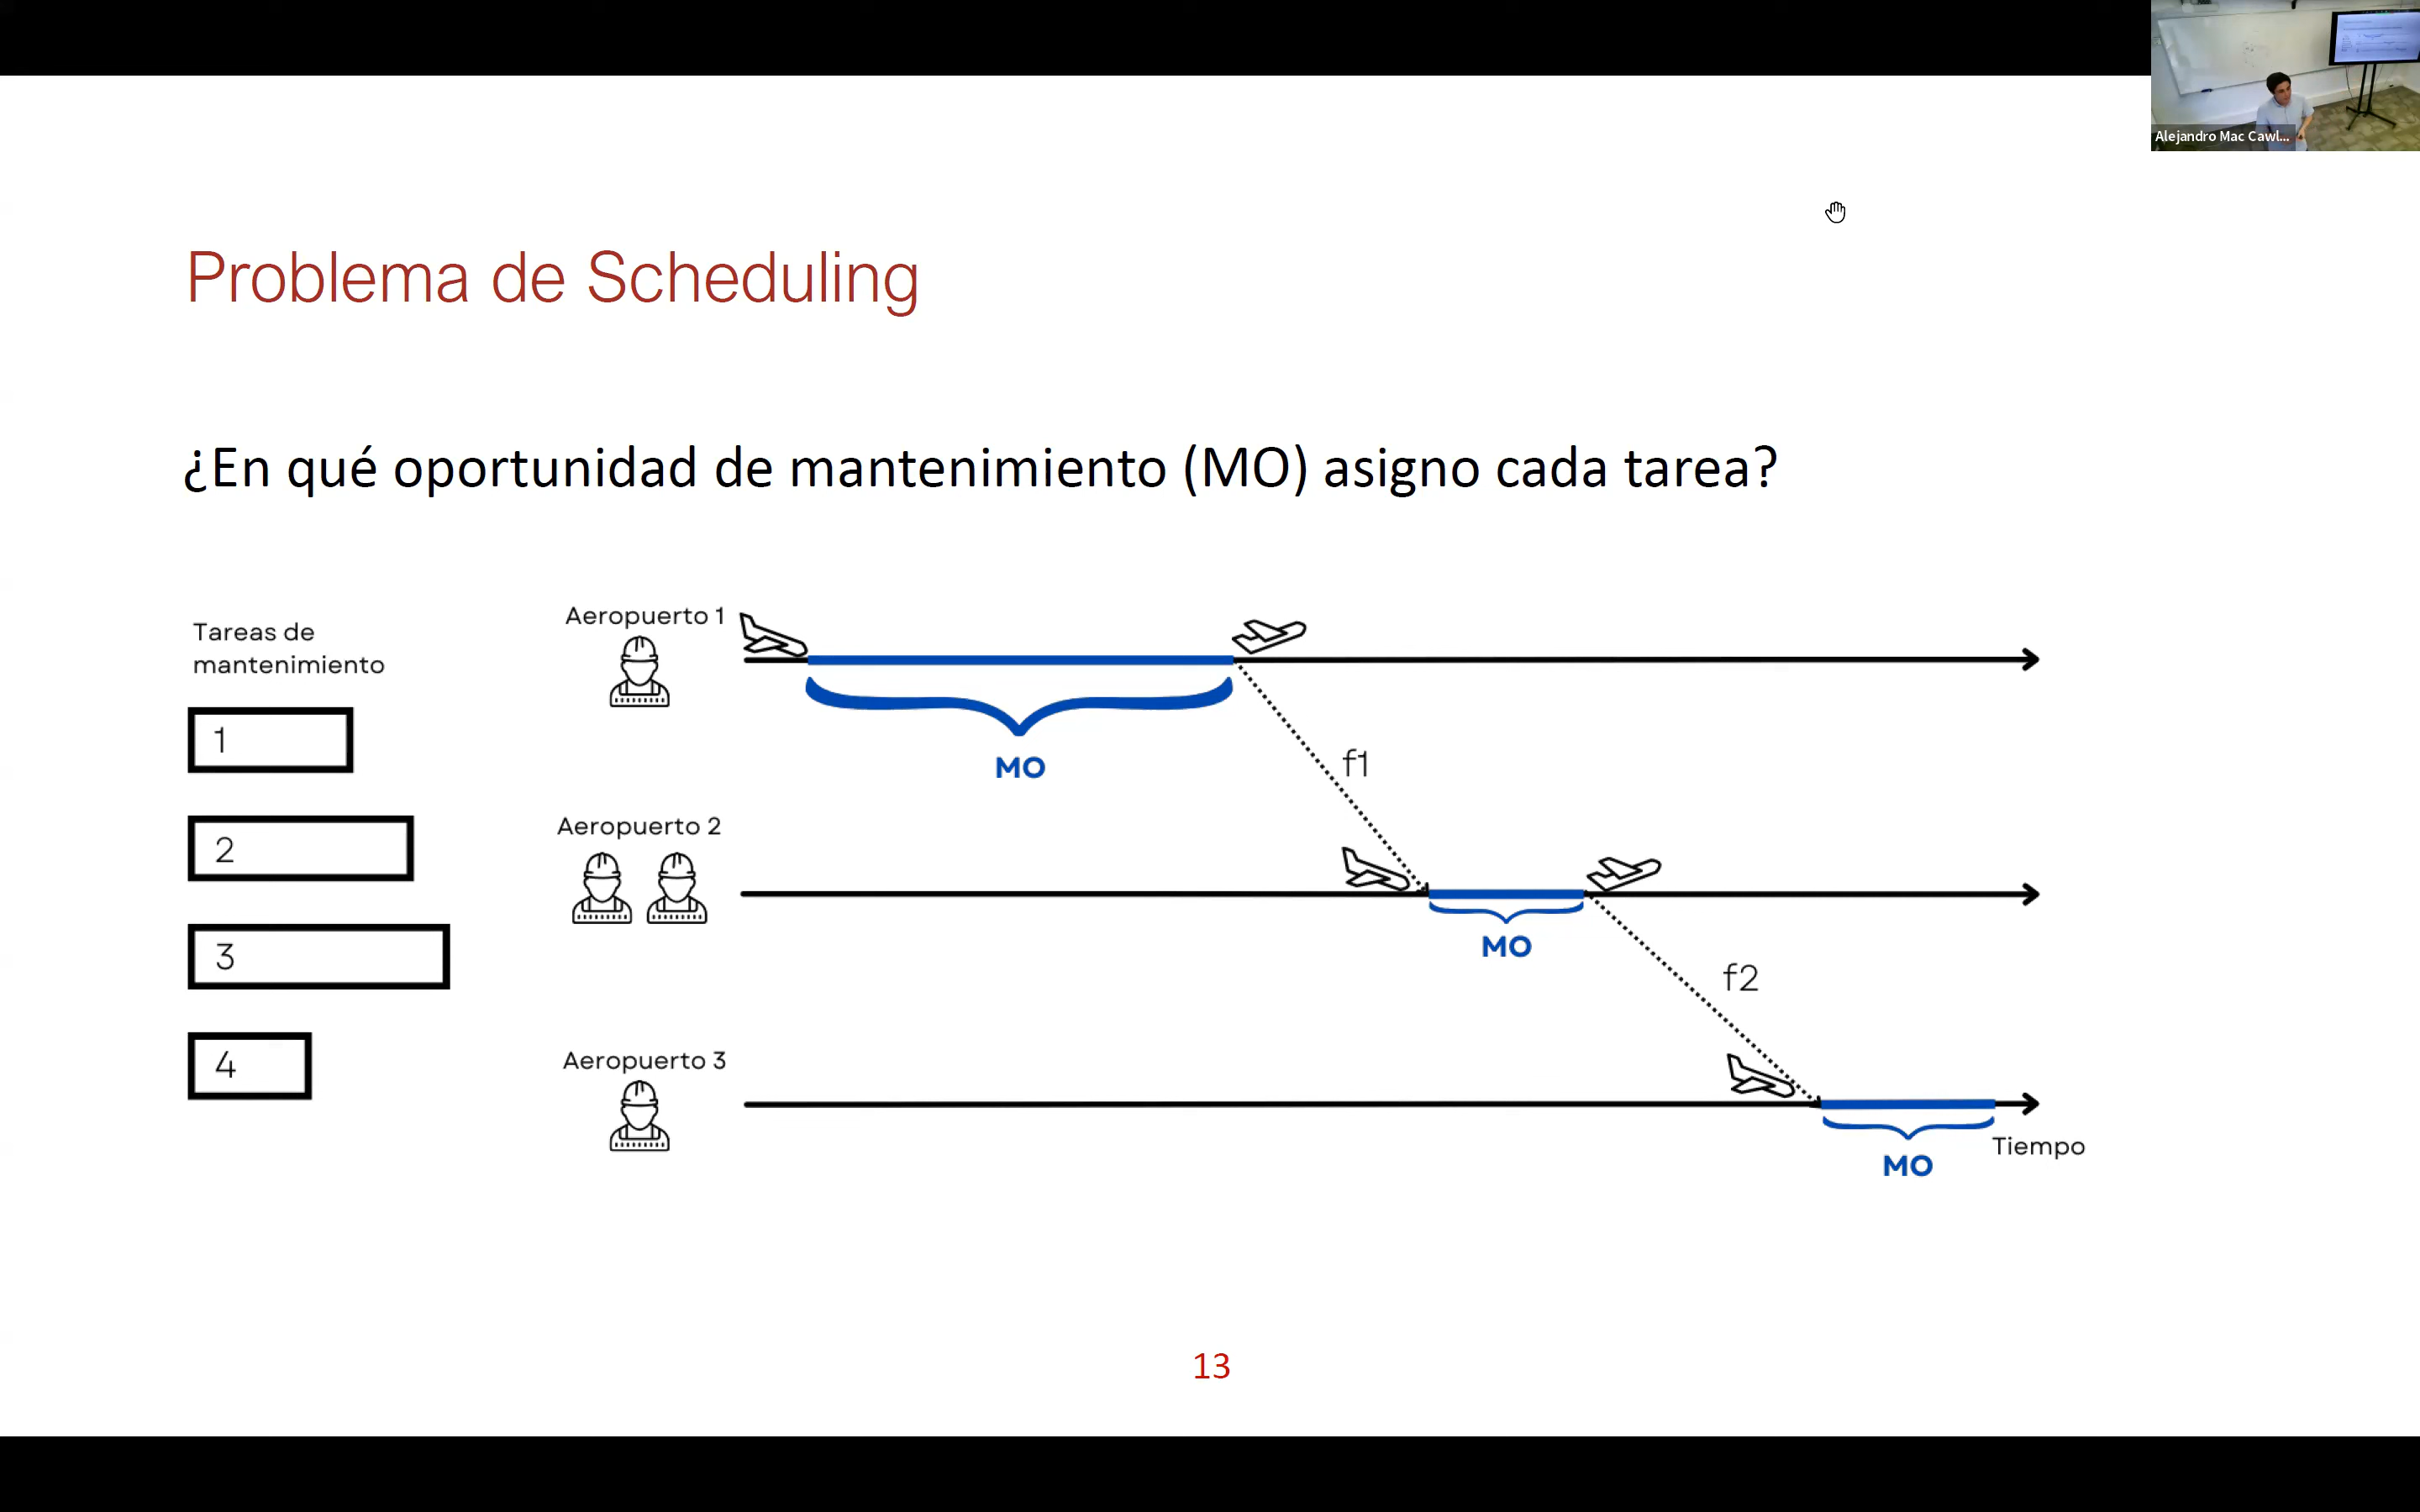 Alejandro Mac Cawl...
Problema de Scheduling
¿En qué oportunidad de mantenimiento (MO) asigno cada tarea?
Tareas de
mantenimiento
1
2
3
4
Aeropuerto 1
MO
f1
Aeropuerto 2
MO
f2
Aeropuerto 3
MO
Tiempo
13